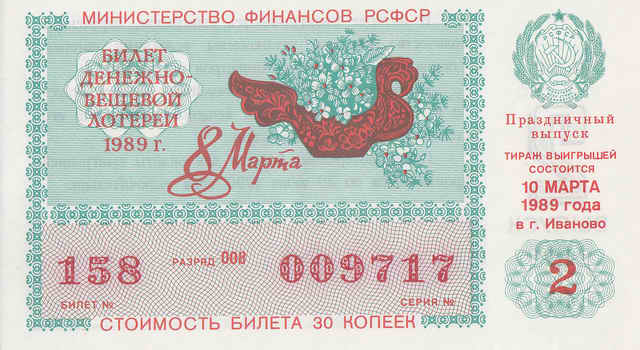 МИНИСТЕРСТВО ФИНАНСОВ РСФСР
БИЛЕТ
ДЕНЕЖНО-
ВЕЩЕВОЙ
ЛОТЕРЕИ
1989 г.
8 Марта
Праздничный
выпуск
ТИРАЖ ВЫИГРЫШЕЙ
СОСТОИТСЯ
10 МАРТА
1989 года
в г. Иваново
158 РАЗРЯД 008 009717
БИЛЕТ № СЕРИЯ №
2
СТОИМОСТЬ БИЛЕТА 30 КОПЕЕК